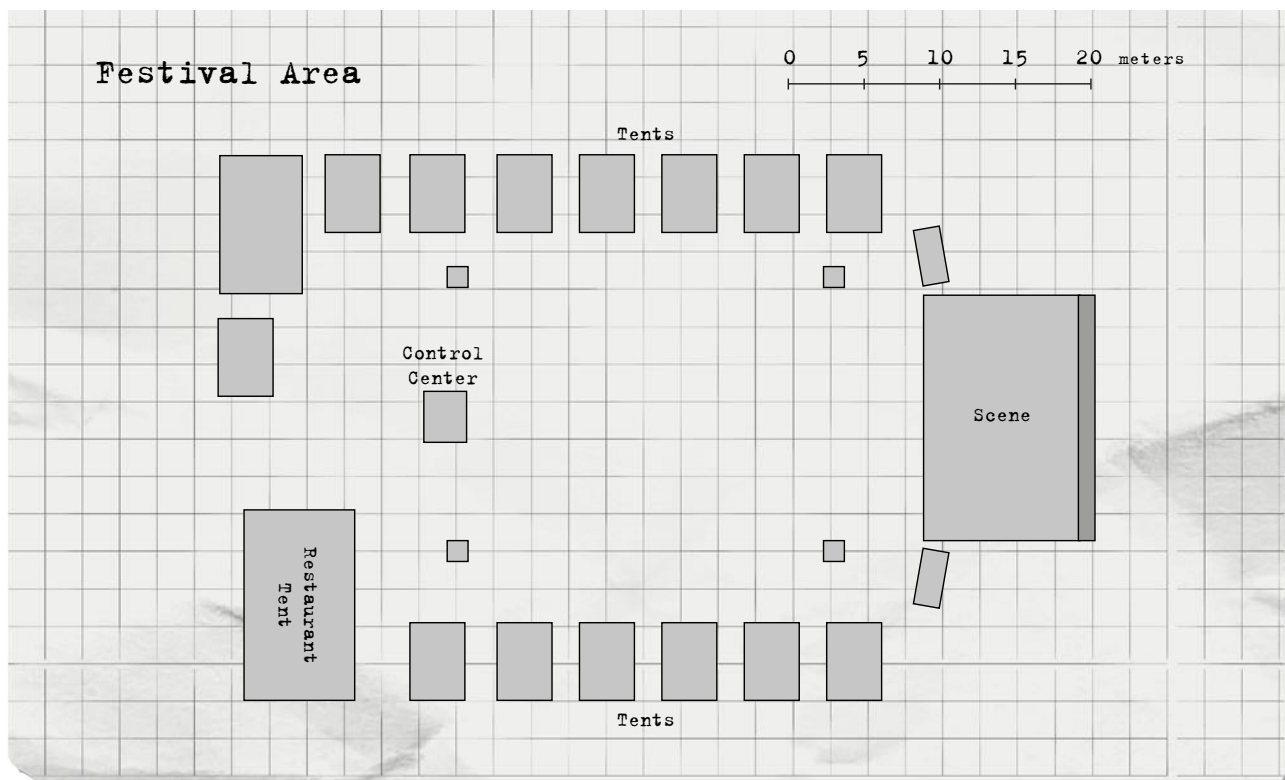 Festival Area
0 5 10 15 20 meters
Tents
Control
Center
Scene
Restaurant
Tent
Tents